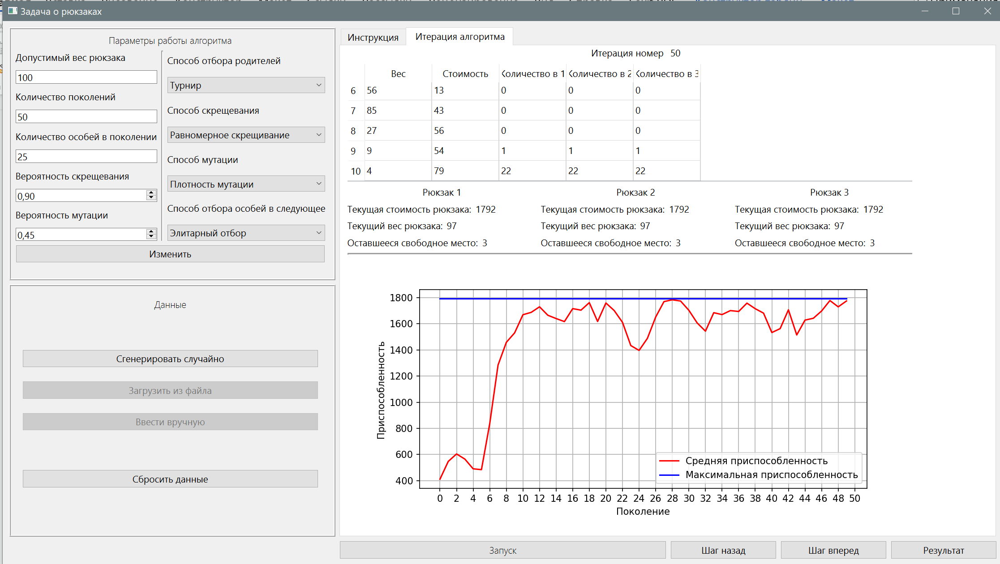 Задача о рюкзаках
Параметры работы алгоритма
Допустимый вес рюкзака
100
Количество поколений
50
Количество особей в поколении
25
Вероятность скрещевания
0,90
Вероятность мутации
0,45
Способ отбора родителей
Турнир
Способ скрещевания
Равномерное скрещивание
Способ мутации
Плотность мутации
Способ отбора особей в следующее
Элитарный отбор
Изменить
Данные
Сгенерировать случайно
Загрузить из файла
Ввести вручную
Сбросить данные
Инструкция Итерация алгоритма
Итерация номер 50
Вес Стоимость Количество в 1 Количество в 2 Количество в 3
6 56 13 0 0 0
7 85 43 0 0 0
8 27 56 0 0 0
9 9 54 1 1 1
10 4 79 22 22 22
Рюкзак 1 Рюкзак 2 Рюкзак 3
Текущая стоимость рюкзака: 1792 Текущая стоимость рюкзака: 1792 Текущая стоимость рюкзака: 1792
Текущий вес рюкзака: 97 Текущий вес рюкзака: 97 Текущий вес рюкзака: 97
Оставшееся свободное место: 3 Оставшееся свободное место: 3 Оставшееся свободное место: 3
Приспособленность
1800
1600
1400
1200
1000
800
600
400
Средняя приспособленность
Максимальная приспособленность
0 2 4 6 8 10 12 14 16 18 20 22 24 26 28 30 32 34 36 38 40 42 44 46 48 50
Поколение
Запуск Шаг назад Шаг вперед Результат